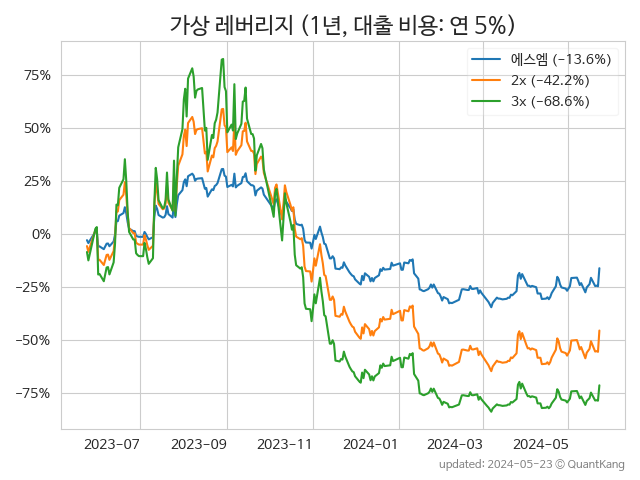 가상 레버리지 (1년, 대출 비용: 연 5%)
에스엠 (−13.6%)
2x (−42.2%)
3x (−68.6%)
75%
50%
25%
0%
−25%
−50%
−75%
2023-07 2023-09 2023-11 2024-01 2024-03 2024-05
updated: 2024-05-23 © QuantKang